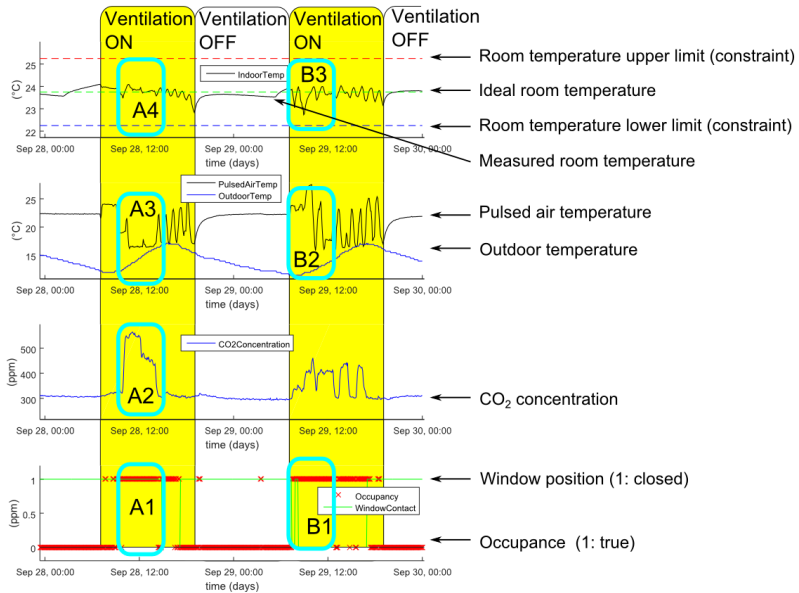 Ventilation ON
Ventilation OFF
Ventilation ON
Ventilation OFF
25
24
23
22
(°C)
IndoorTemp
A4
B3
Sep 28, 00:00
Sep 28, 12:00
Sep 29, 00:00
Sep 29, 12:00
Sep 30, 00:00
time (days)
Room temperature upper limit (constraint)
Ideal room temperature
Room temperature lower limit (constraint)
Measured room temperature
25
20
15
(°C)
PulsedAirTemp
OutdoorTemp
A3
B2
Sep 28, 00:00
Sep 28, 12:00
Sep 29, 00:00
Sep 29, 12:00
Sep 30, 00:00
time (days)
Pulsed air temperature
Outdoor temperature
500
400
300
(ppm)
CO2Concentration
A2
Sep 28, 00:00
Sep 28, 12:00
Sep 29, 00:00
Sep 29, 12:00
Sep 30, 00:00
time (days)
CO₂ concentration
1
0.5
0
(ppm)
Occupancy
WindowContact
A1
B1
Sep 28, 00:00
Sep 28, 12:00
Sep 29, 00:00
Sep 29, 12:00
Sep 30, 00:00
time (days)
Window position (1: closed)
Occupance (1: true)